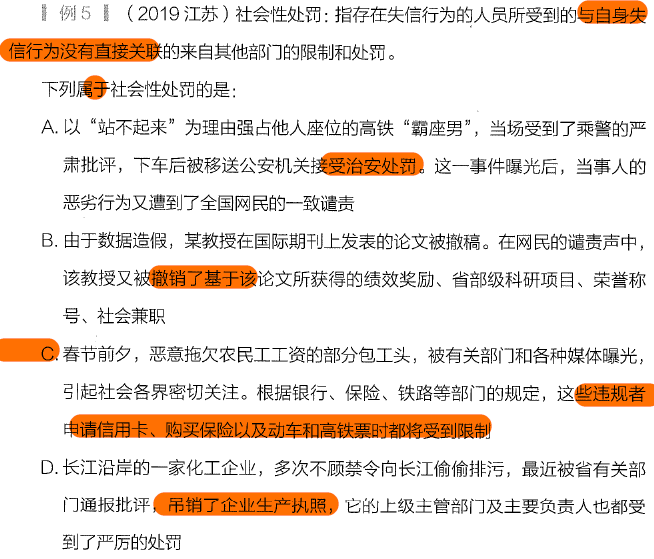 例5 （2019江苏）社会性处罚：指存在失信行为的人员所受到的与自身失
信行为没有直接关联的来自其他部门的限制和处罚。
下列属于社会性处罚的是：
A. 以“站不起来”为理由强占他人座位的高铁“霸座男”，当场受到了乘警的严
肃批评，下车后被移送公安机关接受治安处罚。这一事件曝光后，当事人的
恶劣行为又遭到了全国网民的一致谴责
B. 由于数据造假，某教授在国际期刊上发表的论文被撤稿。在网民的谴责声中，
该教授又被撤销了基于该论文所获得的绩效奖励、省部级科研项目、荣誉称
号、社会兼职
C. 春节前夕，恶意拖欠农民工工资的部分包工头，被有关部门和各种媒体曝光，
引起社会各界密切关注。根据银行、保险、铁路等部门的规定，这些违规者
申请信用卡、购买保险以及动车和高铁票时都将受到限制
D. 长江沿岸的一家化工企业，多次不顾禁令向长江偷偷排污，最近被省有关部
门通报批评，吊销了企业生产执照，它的上级主管部门及主要负责人也都受
到了严厉的处罚